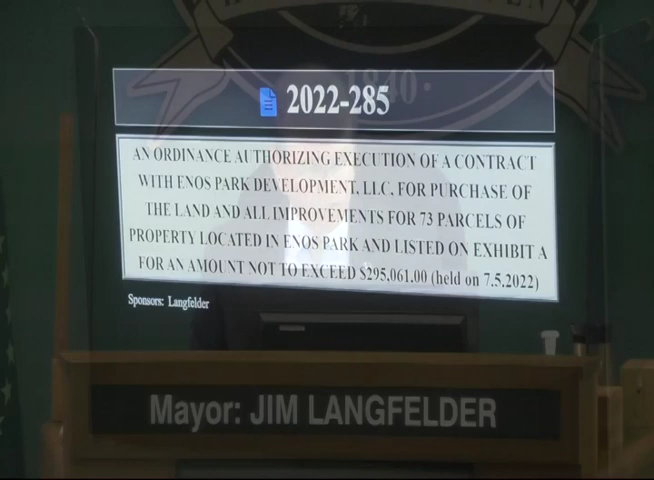 1840
2022-285
AN ORDINANCE AUTHORIZING EXECUTION OF A CONTRACT
WITH ENOS PARK DEVELOPMENT, LLC, FOR PURCHASE OF
THE LAND AND ALL IMPROVEMENTS FOR 73 PARCELS OF
PROPERTY LOCATED IN ENOS PARK AND LISTED ON EXHIBIT A
FOR AN AMOUNT NOT TO EXCEED $295,061.00 (held on 7.5.2022)
Sponsors: Langfelder
Mayor: JIM LANGFELDER